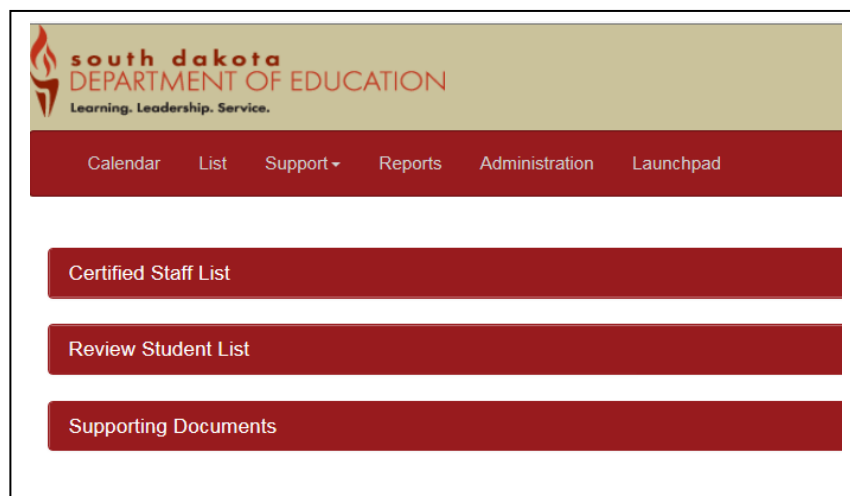 south dakota
DEPARTMENT OF EDUCATION
Learning. Leadership. Service.
Calendar List Support Reports Administration Launchpad
Certified Staff List
Review Student List
Supporting Documents